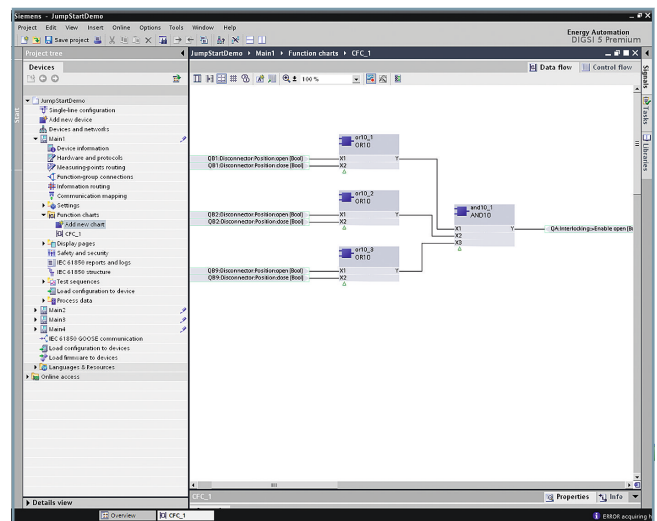 Siemens - JumpStartDemo
Project Edit View Insert Online Options Tools Window Help
Save project
Energy Automation
DIGSI 5 Premium
Project tree
JumpStartDemo ▸ Main1 ▸ Function charts ▸ CFC_1
Devices
Data flow Control flow
100 %
JumpStartDemo
Single-line configuration
Add new device
Devices and networks
Main1
Device information
Hardware and protocols
Measuring-points routing
Function-group connections
Information routing
Communication mapping
Settings
Function charts
Add new chart
CFC_1
Display pages
Safety and security
IEC 61850 reports and logs
IEC 61850 structure
Test sequences
Load configuration to device
Process data
Main2
Main3
Main4
IEC 61850 GOOSE communication
Load configuration to devices
Load firmware to devices
Languages & Resources
Online access
or10_1
OR10
QB1:Disconnector:Position:open [Bool] X1 Y
QB1:Disconnector:Position:close [Bool] X2
or10_2
OR10
QB2:Disconnector:Position:open [Bool] X1 Y
QB2:Disconnector:Position:close [Bool] X2
or10_3
OR10
QB9:Disconnector:Position:open [Bool] X1 Y
QB9:Disconnector:Position:close [Bool] X2
and10_1
AND10
X1 Y
X2
X3
QA:Interlocking:>Enable open [B
Signals
Tasks
Libraries
Start
CFC_1
Properties Info
Details view
Overview CFC_1
ERROR acquiring